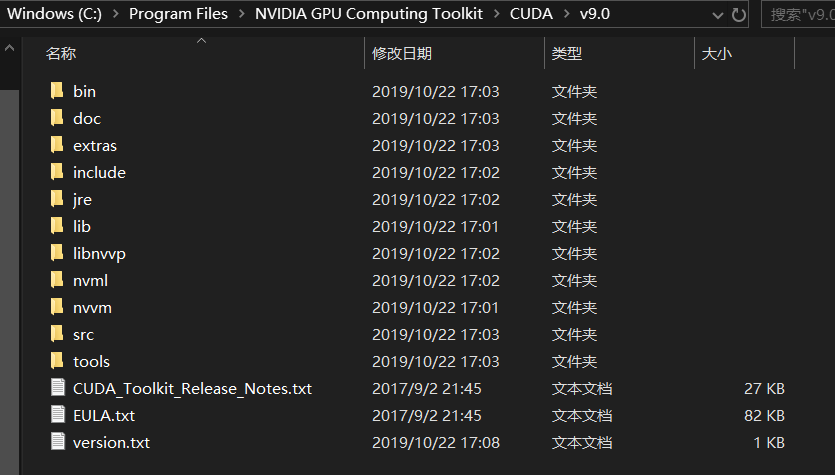 Windows (C:) > Program Files > NVIDIA GPU Computing Toolkit > CUDA > v9.0 搜索"v9.0
名称 修改日期 类型 大小
bin 2019/10/22 17:03 文件夹
doc 2019/10/22 17:03 文件夹
extras 2019/10/22 17:03 文件夹
include 2019/10/22 17:02 文件夹
jre 2019/10/22 17:02 文件夹
lib 2019/10/22 17:01 文件夹
libnvvp 2019/10/22 17:02 文件夹
nvml 2019/10/22 17:02 文件夹
nvvm 2019/10/22 17:01 文件夹
src 2019/10/22 17:03 文件夹
tools 2019/10/22 17:03 文件夹
CUDA_Toolkit_Release_Notes.txt 2017/9/2 21:45 文本文档 27 KB
EULA.txt 2017/9/2 21:45 文本文档 82 KB
version.txt 2019/10/22 17:08 文本文档 1 KB